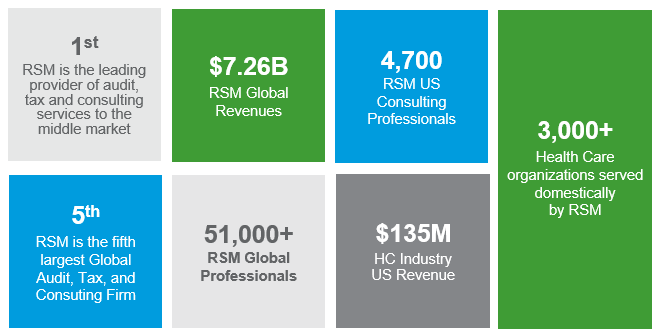 1st
RSM is the leading
provider of audit,
tax and consulting
services to the
middle market
$7.26B
RSM Global
Revenues
4,700
RSM US
Consulting
Professionals
3,000+
Health Care
organizations served
domestically
by RSM
5th
RSM is the fifth
largest Global
Audit, Tax, and
Consuting Firm
51,000+
RSM Global
Professionals
$135M
HC Industry
US Revenue